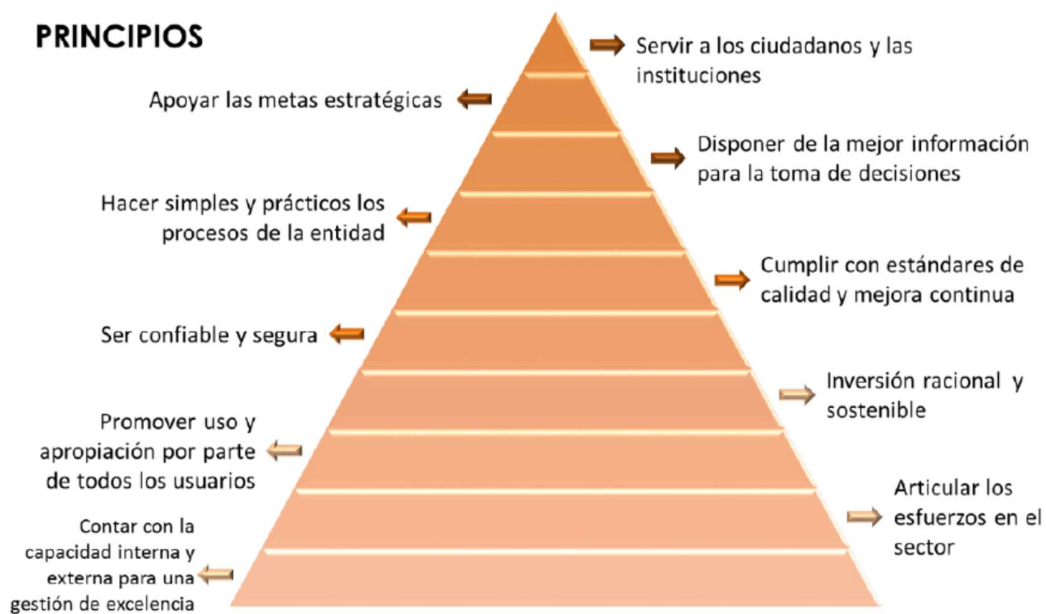 PRINCIPIOS
Servir a los ciudadanos y las
instituciones
Apoyar las metas estratégicas
Disponer de la mejor información
para la toma de decisiones
Hacer simples y prácticos los
procesos de la entidad
Cumplir con estándares de
calidad y mejora continua
Ser confiable y segura
Inversión racional y
sostenible
Promover uso y
apropiación por parte
de todos los usuarios
Articular los
esfuerzos en el
sector
Contar con la
capacidad interna y
externa para una
gestión de excelencia